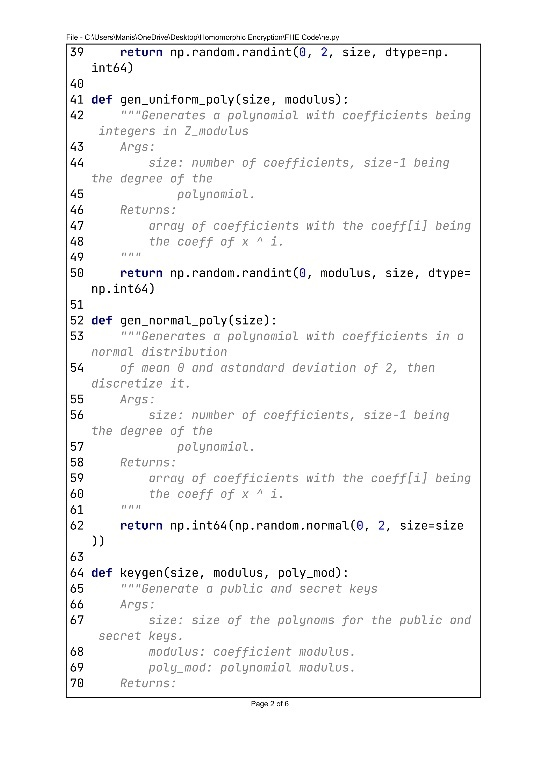 File - C:\Users\Manis\OneDrive\Desktop\Homomorphic Encryption\FHE Code\he.py
39     return np.random.randint(0, 2, size, dtype=np.
int64)
40
41 def gen_uniform_poly(size, modulus):
42     """Generates a polynomial with coefficients being
integers in Z_modulus
43     Args:
44         size: number of coefficients, size-1 being
the degree of the
45             polynomial.
46     Returns:
47         array of coefficients with the coeff[i] being
48         the coeff of x ^ i.
49     """
50     return np.random.randint(0, modulus, size, dtype=
np.int64)
51
52 def gen_normal_poly(size):
53     """Generates a polynomial with coefficients in a
normal distribution
54     of mean 0 and astandard deviation of 2, then
discretize it.
55     Args:
56         size: number of coefficients, size-1 being
the degree of the
57             polynomial.
58     Returns:
59         array of coefficients with the coeff[i] being
60         the coeff of x ^ i.
61     """
62     return np.int64(np.random.normal(0, 2, size=size
))
63
64 def keygen(size, modulus, poly_mod):
65     """Generate a public and secret keys
66     Args:
67         size: size of the polynoms for the public and
secret keys.
68         modulus: coefficient modulus.
69         poly_mod: polynomial modulus.
70     Returns:
Page 2 of 6